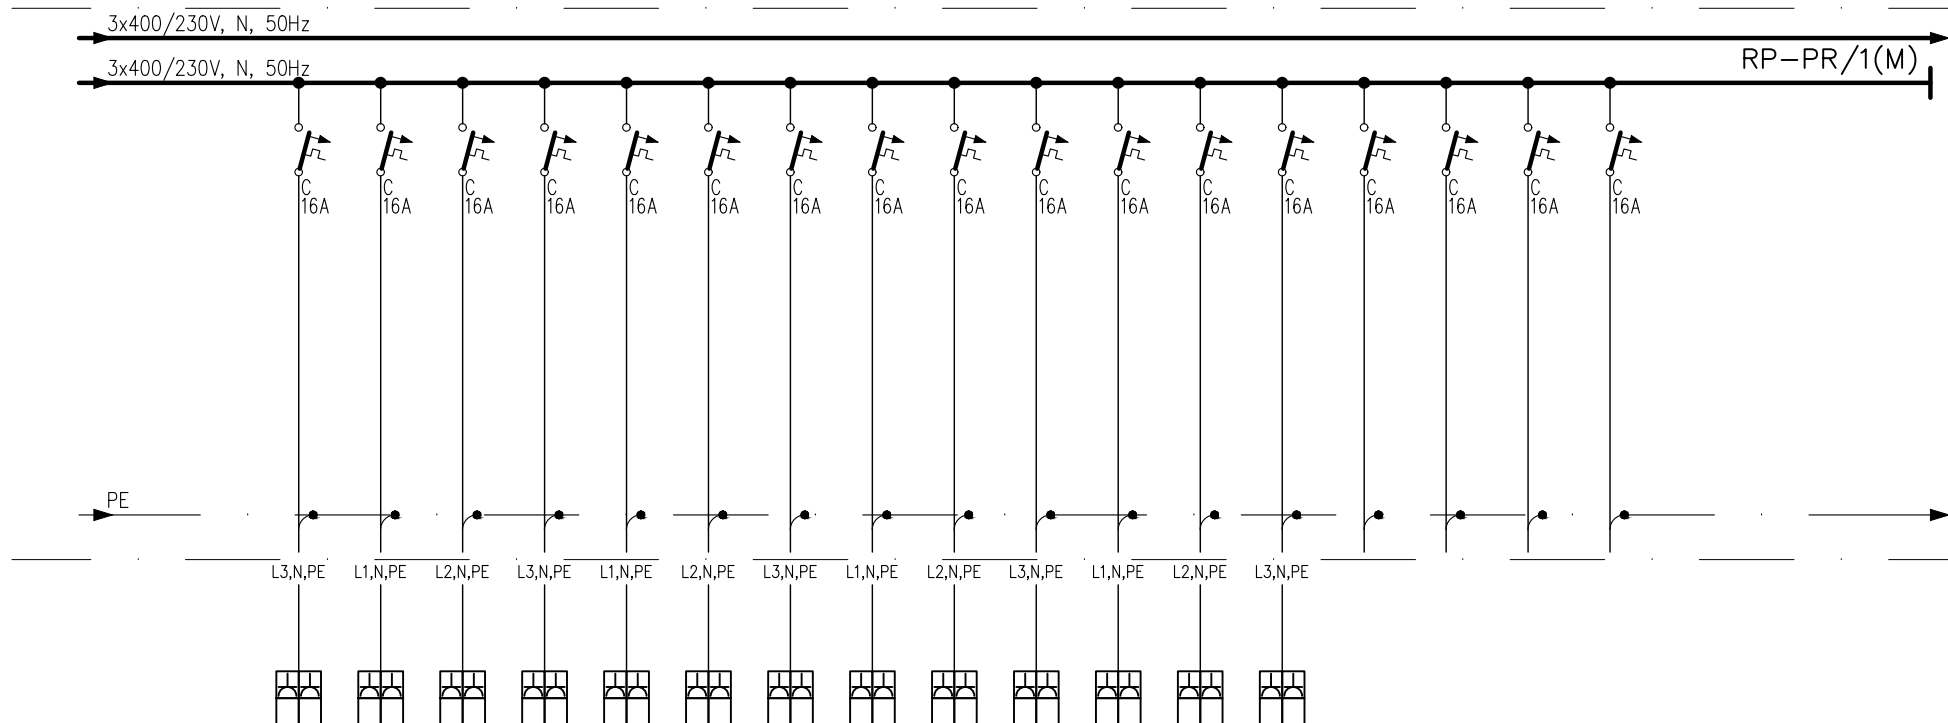 3x400/230V, N, 50Hz
3x400/230V, N, 50Hz
RP-PR/1(M)
C C C C C C C C C C C C C C C C C
16A 16A 16A 16A 16A 16A 16A 16A 16A 16A 16A 16A 16A 16A 16A 16A 16A
PE
L3,N,PE L1,N,PE L2,N,PE L3,N,PE L1,N,PE L2,N,PE L3,N,PE L1,N,PE L2,N,PE L3,N,PE L1,N,PE L2,N,PE L3,N,PE